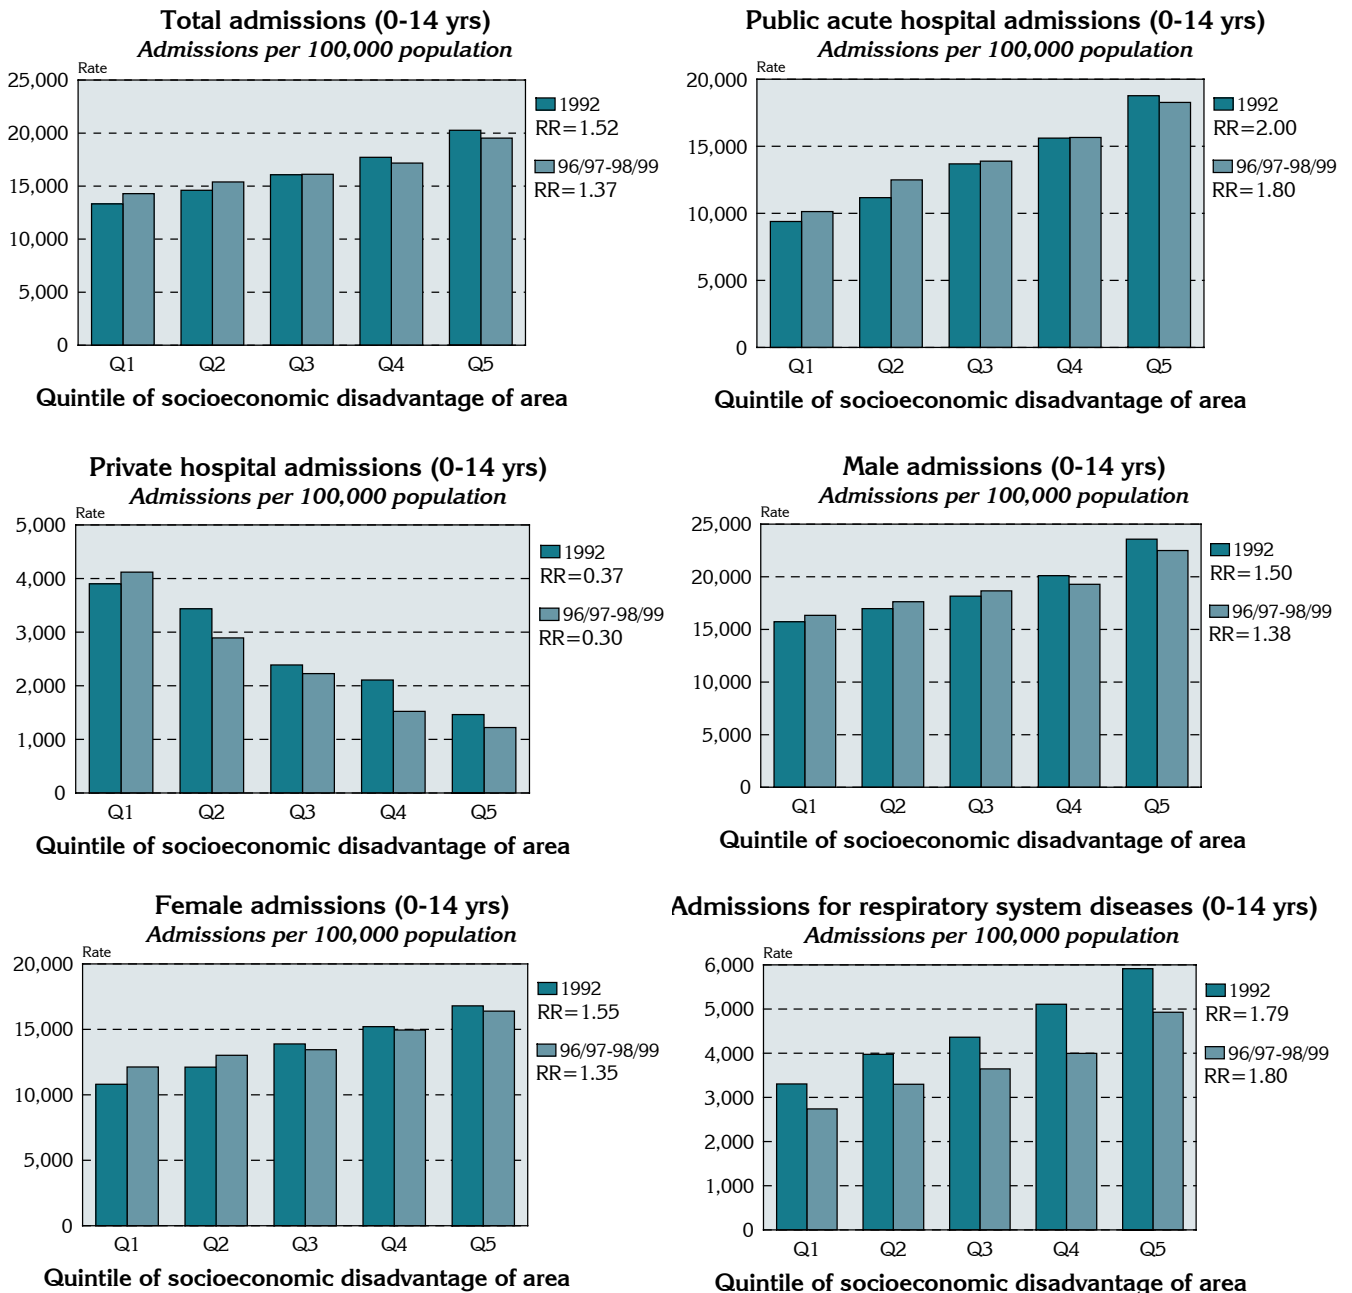 Total admissions (0-14 yrs)
Admissions per 100,000 population
Rate
25,000
20,000
15,000
10,000
5,000
0
Q1 Q2 Q3 Q4 Q5
Quintile of socioeconomic disadvantage of area
1992
RR=1.52
96/97-98/99
RR=1.37
Public acute hospital admissions (0-14 yrs)
Admissions per 100,000 population
Rate
20,000
15,000
10,000
5,000
0
Q1 Q2 Q3 Q4 Q5
Quintile of socioeconomic disadvantage of area
1992
RR=2.00
96/97-98/99
RR=1.80
Private hospital admissions (0-14 yrs)
Admissions per 100,000 population
Rate
5,000
4,000
3,000
2,000
1,000
0
Q1 Q2 Q3 Q4 Q5
Quintile of socioeconomic disadvantage of area
1992
RR=0.37
96/97-98/99
RR=0.30
Male admissions (0-14 yrs)
Admissions per 100,000 population
Rate
25,000
20,000
15,000
10,000
5,000
0
Q1 Q2 Q3 Q4 Q5
Quintile of socioeconomic disadvantage of area
1992
RR=1.50
96/97-98/99
RR=1.38
Female admissions (0-14 yrs)
Admissions per 100,000 population
Rate
20,000
15,000
10,000
5,000
0
Q1 Q2 Q3 Q4 Q5
Quintile of socioeconomic disadvantage of area
1992
RR=1.55
96/97-98/99
RR=1.35
Admissions for respiratory system diseases (0-14 yrs)
Admissions per 100,000 population
Rate
6,000
5,000
4,000
3,000
2,000
1,000
0
Q1 Q2 Q3 Q4 Q5
Quintile of socioeconomic disadvantage of area
1992
RR=1.79
96/97-98/99
RR=1.80